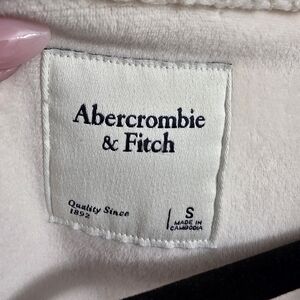 Abercrombie
& Fitch
Quality Since
1892
S
MADE IN
CAMBODIA